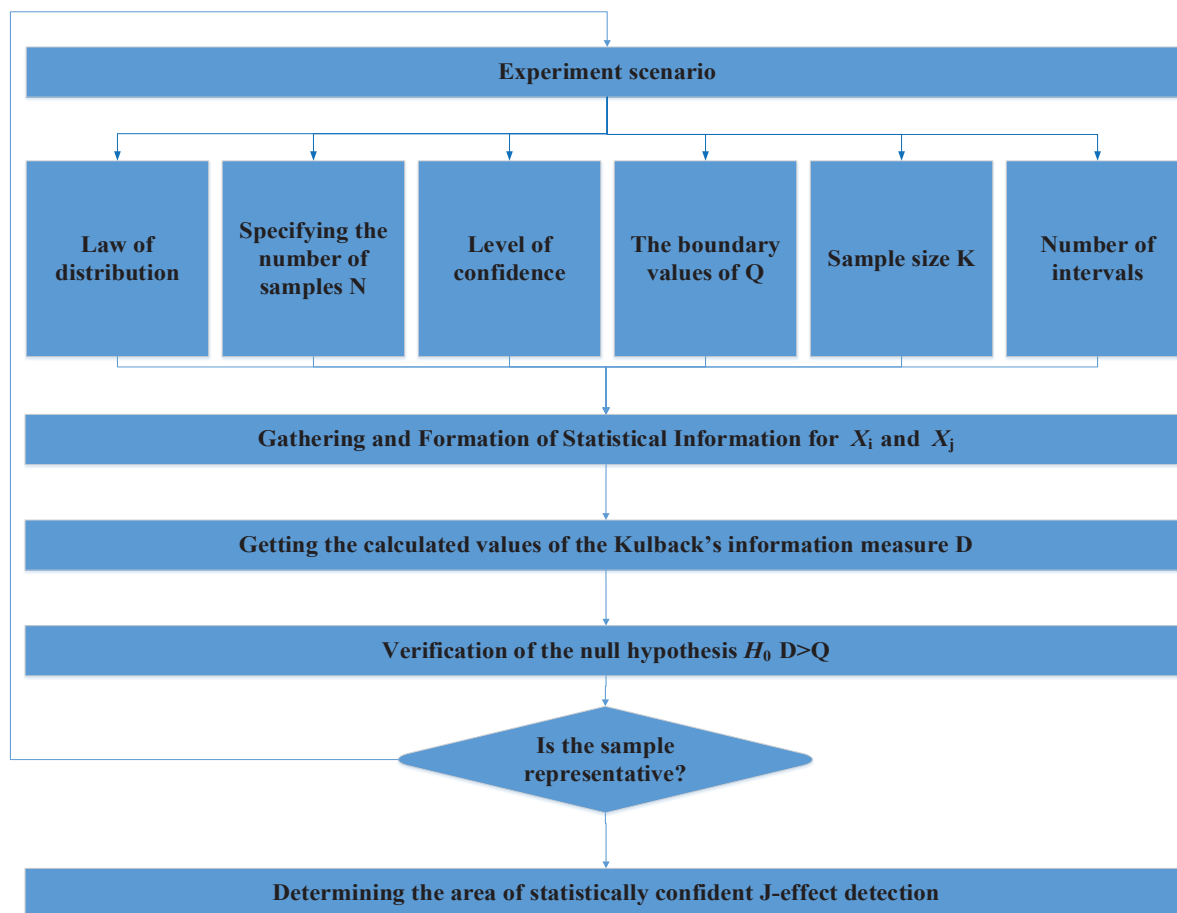 Experiment scenario
Law of
distribution
Specifying the
number of
samples N
Level of
confidence
The boundary
values of Q
Sample size K
Number of
intervals
Gathering and Formation of Statistical Information for Xi and Xj
Getting the calculated values of the Kulback's information measure D
Verification of the null hypothesis H0 D>Q
Is the sample
representative?
Determining the area of statistically confident J-effect detection